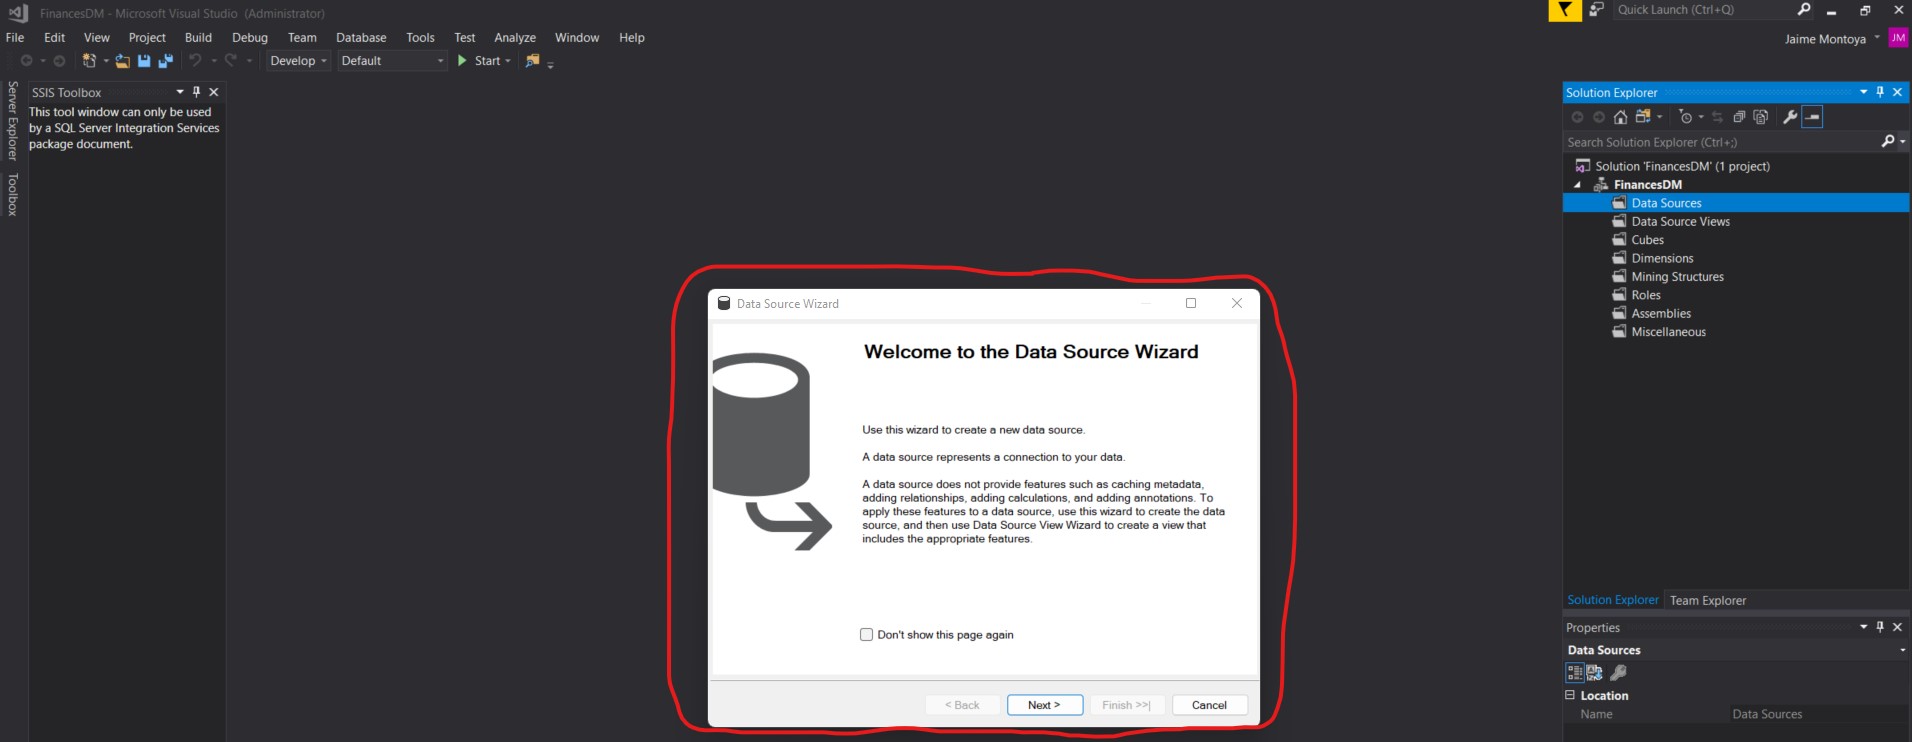 FinancesDM - Microsoft Visual Studio (Administrator)
Quick Launch (Ctrl+Q)
File Edit View Project Build Debug Team Database Tools Test Analyze Window Help
Jaime Montoya
JM
Develop
Default
Start
Server Explorer
Toolbox
SSIS Toolbox
This tool window can only be used
by a SQL Server Integration Services
package document.
Data Source Wizard
Welcome to the Data Source Wizard
Use this wizard to create a new data source.
A data source represents a connection to your data.
A data source does not provide features such as caching metadata,
adding relationships, adding calculations, and adding annotations. To
apply these features to a data source, use this wizard to create the data
source, and then use Data Source View Wizard to create a view that
includes the appropriate features.
Don't show this page again
< Back
Next >
Finish >>|
Cancel
Solution Explorer
Search Solution Explorer (Ctrl+;)
Solution 'FinancesDM' (1 project)
FinancesDM
Data Sources
Data Source Views
Cubes
Dimensions
Mining Structures
Roles
Assemblies
Miscellaneous
Solution Explorer
Team Explorer
Properties
Data Sources
Location
Name
Data Sources